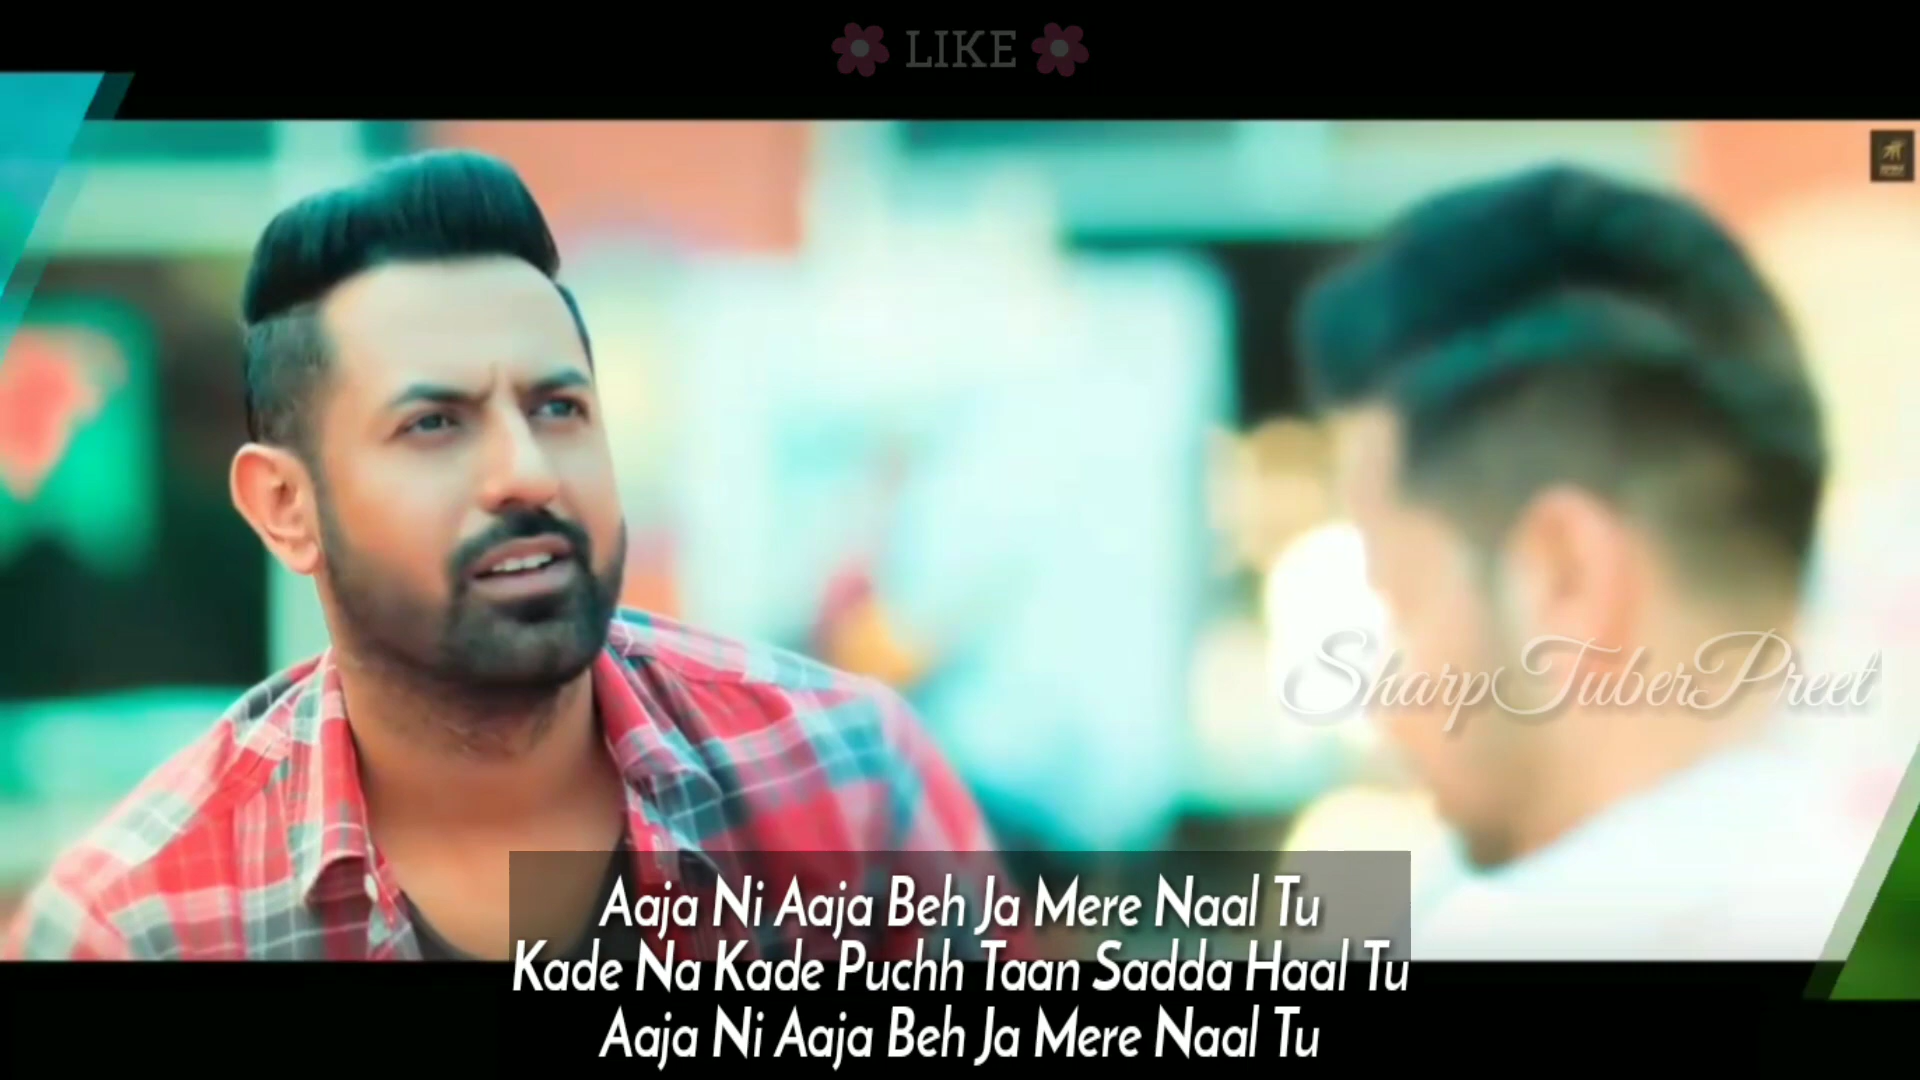 LIKE
SharpTuberPreet
Aaja Ni Aaja Beh Ja Mere Naal Tu
Kade Na Kade Puchh Taan Sadda Haal Tu
Aaja Ni Aaja Beh Ja Mere Naal Tu